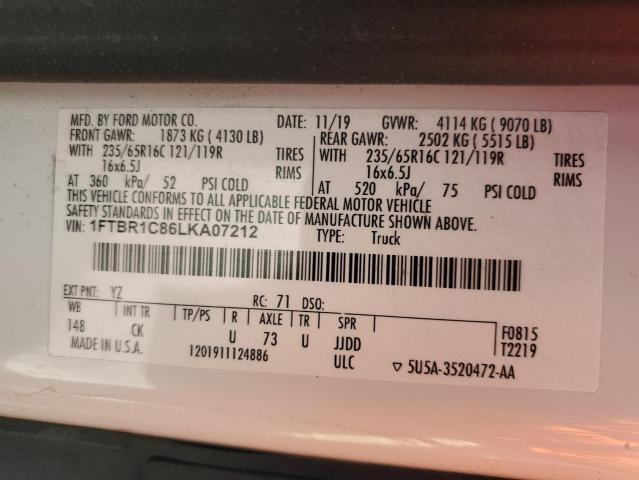 MFD. BY FORD MOTOR CO. DATE: 11/19 GVWR: 4114 KG ( 9070 LB)
FRONT GAWR: 1873 KG ( 4130 LB) REAR GAWR: 2502 KG ( 5515 LB)
WITH 235/65R16C 121/119R TIRES WITH 235/65R16C 121/119R TIRES
16x6.5J RIMS 16x6.5J RIMS
AT 360 kPa/ 52 PSI COLD AT 520 kPa/ 75 PSI COLD
THIS VEHICLE CONFORMS TO ALL APPLICABLE FEDERAL MOTOR VEHICLE
SAFETY STANDARDS IN EFFECT ON THE DATE OF MANUFACTURE SHOWN ABOVE.
VIN: 1FTBR1C86LKA07212 TYPE: Truck
EXT PNT: YZ RC: 71 DSO:
WB INT TR TP/PS R AXLE TR SPR F0815
148 CK U 73 U JJDD T2219
MADE IN U.S.A. 1201911124886 ULC ▽ 5U5A-3520472-AA